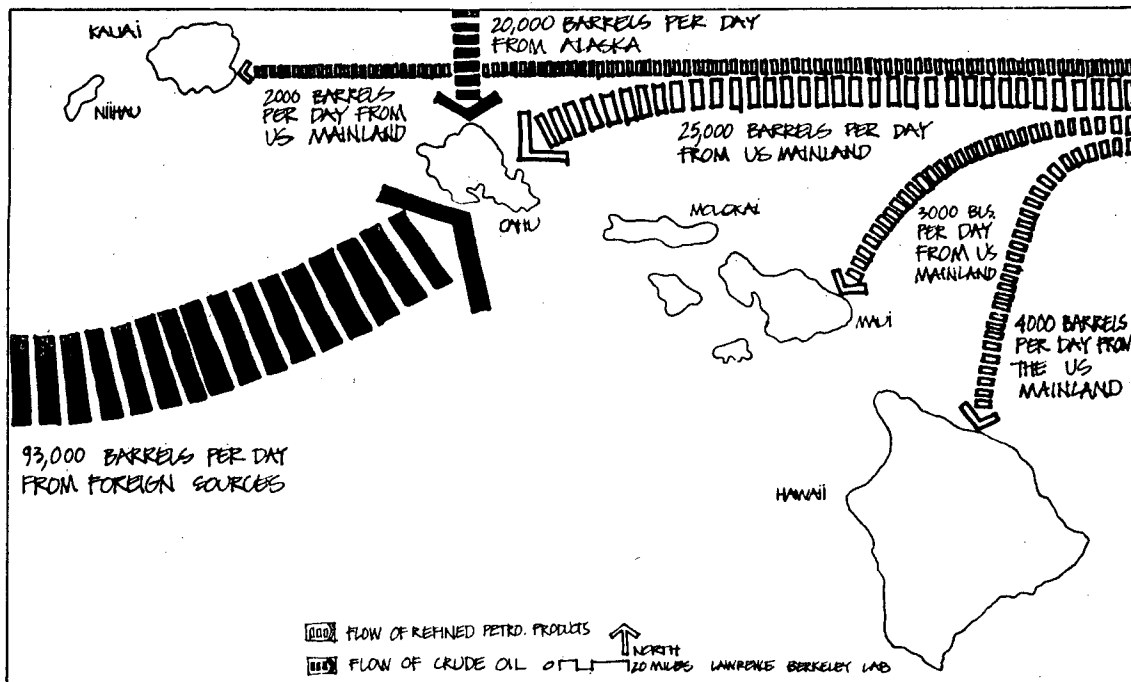 KAUAi
NiiHAU
20,000 BARRELS PER DAY
FROM ALASKA
2000 BARRELS
PER DAY FROM
US MAINLAND
25,000 BARRELS PER DAY
FROM US MAINLAND
OAHU
MOLOKAI
3000 BLS.
PER DAY
FROM US
MAINLAND
MAUi
4000 BARRELS
PER DAY FROM
THE US
MAINLAND
93,000 BARRELS PER DAY
FROM FOREIGN SOURCES
HAWAii
FLOW OF REFINED PETRO. PRODUCTS
NORTH
FLOW OF CRUDE OIL 0 20 MILES LAWRENCE BERKELEY LAB